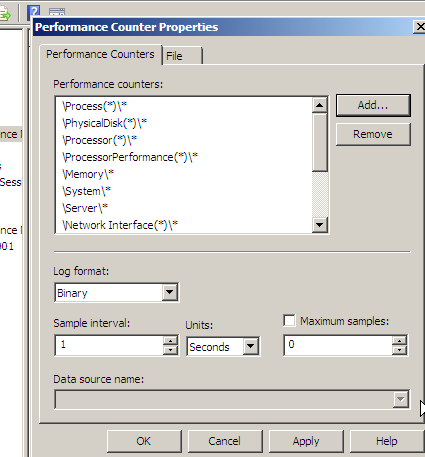 Performance Counter Properties
Performance Counters
File
Performance counters:
\Process(*)\*
\PhysicalDisk(*)\*
\Processor(*)\*
\ProcessorPerformance(*)\*
\Memory\*
\System\*
\Server\*
\Network Interface(*)\*
Add...
Remove
Log format:
Binary
Sample interval:
Units:
Maximum samples:
1
Seconds
0
Data source name:
OK
Cancel
Apply
Help
nce M
s
Sess
nce M
001